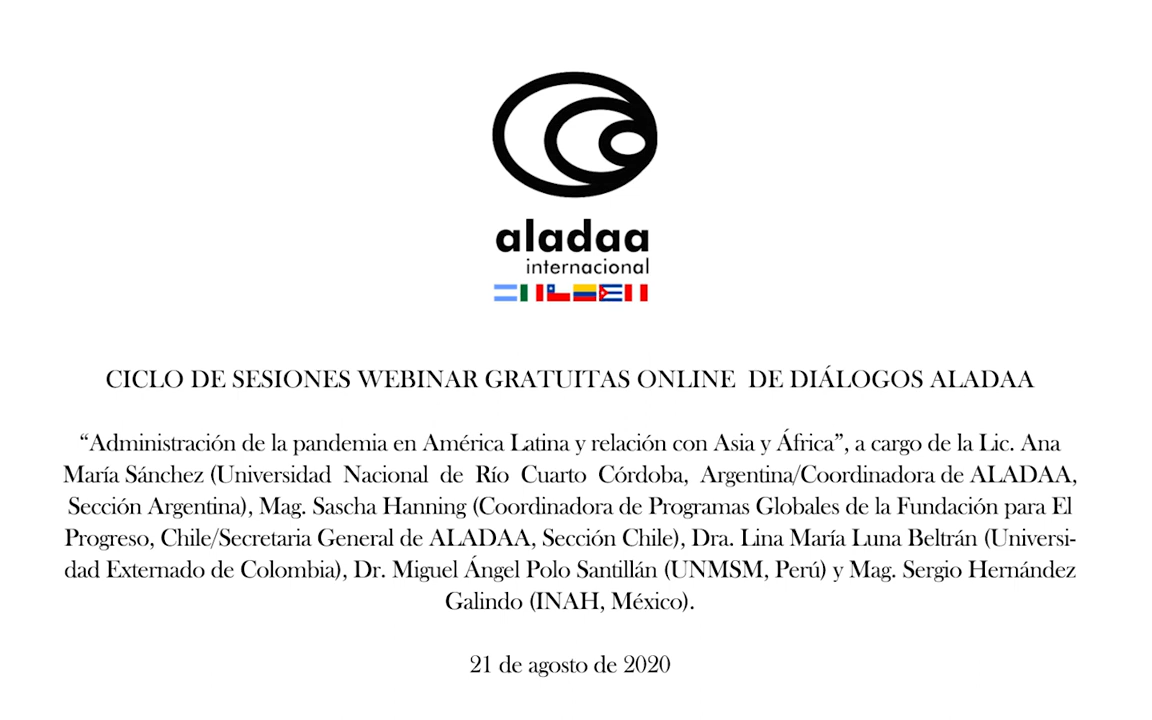 aladaa
internacional
CICLO DE SESIONES WEBINAR GRATUITAS ONLINE DE DIÁLOGOS ALADAA
“Administración de la pandemia en América Latina y relación con Asia y África”, a cargo de la Lic. Ana
María Sánchez (Universidad Nacional de Río Cuarto Córdoba, Argentina/Coordinadora de ALADAA,
Sección Argentina), Mag. Sascha Hanning (Coordinadora de Programas Globales de la Fundación para El
Progreso, Chile/Secretaria General de ALADAA, Sección Chile), Dra. Lina María Luna Beltrán (Universi-
dad Externado de Colombia), Dr. Miguel Ángel Polo Santillán (UNMSM, Perú) y Mag. Sergio Hernández
Galindo (INAH, México).
21 de agosto de 2020